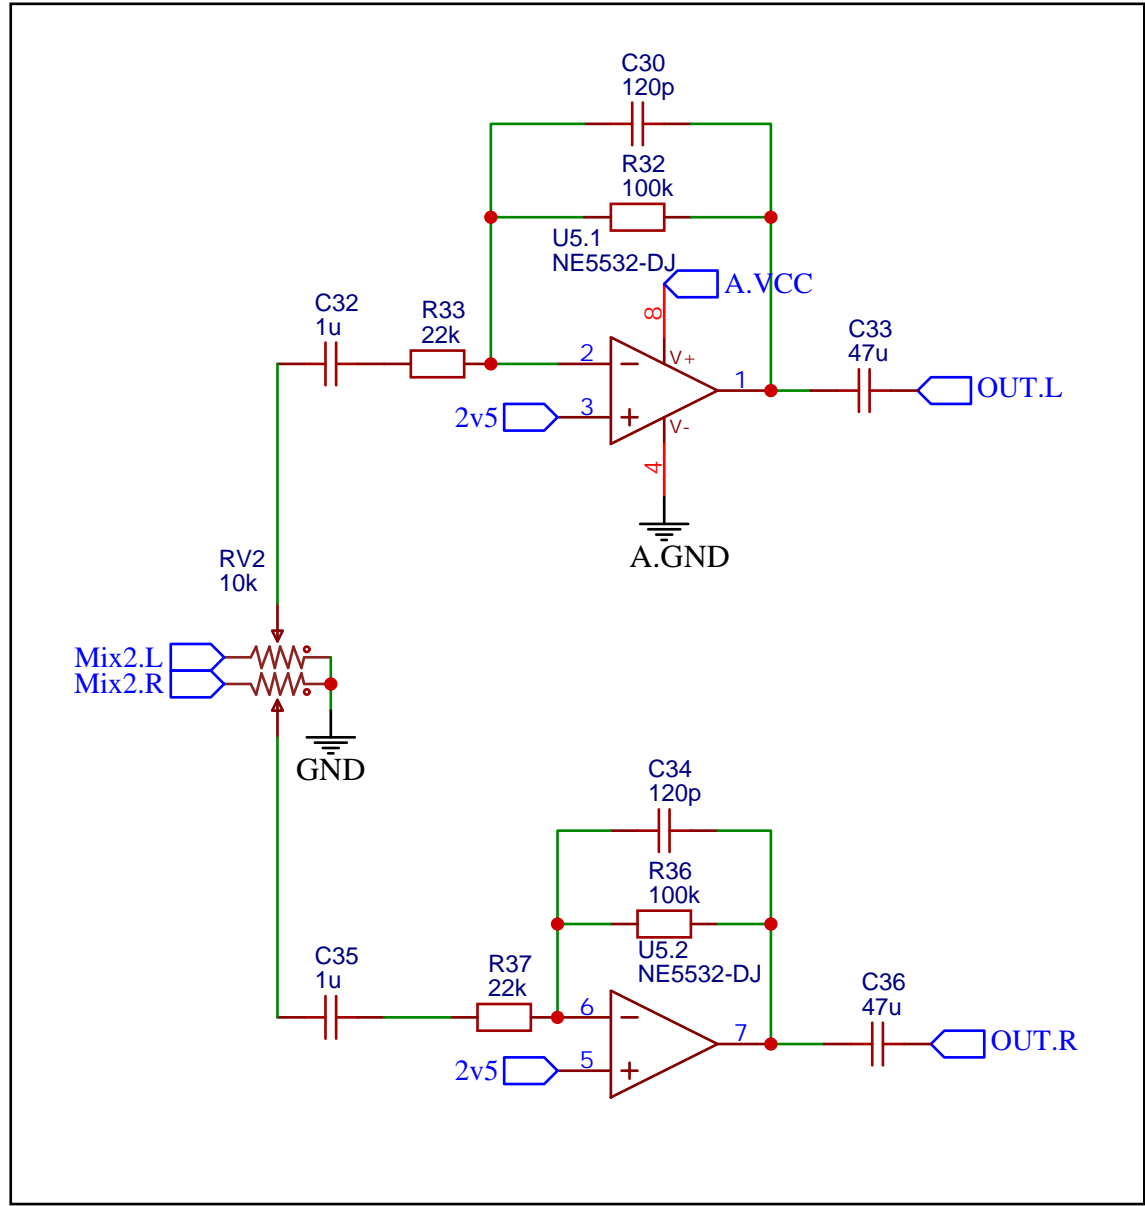 C30
120p
R32
100k
U5.1
NE5532-DJ
A.VCC
8
C32
1u
R33
22k
C33
47u
2
V+
1
OUT.L
2v5
3
V-
4
A.GND
RV2
10k
Mix2.L
Mix2.R
GND
C34
120p
R36
100k
U5.2
NE5532-DJ
C35
1u
R37
22k
C36
47u
6
7
OUT.R
2v5
5